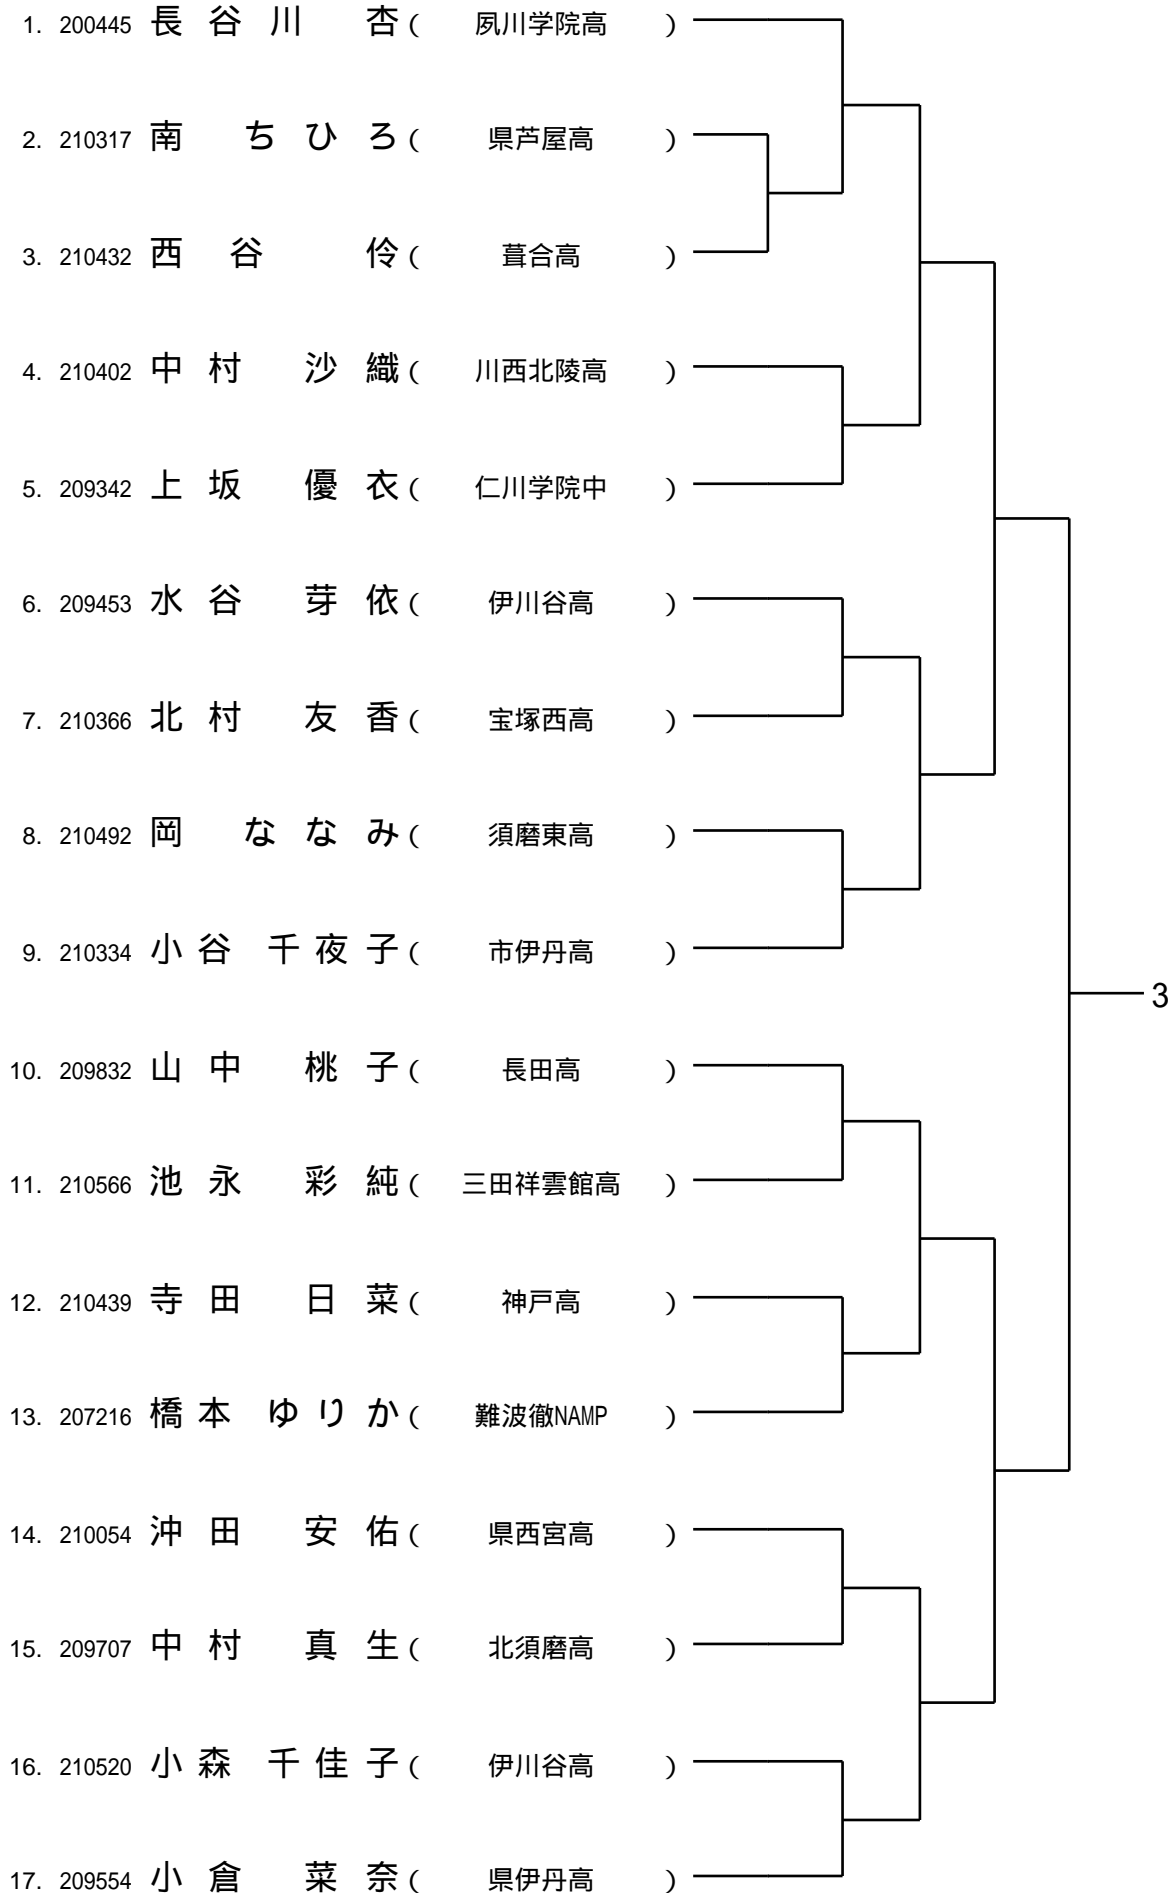 1. 200445 長谷川 杏 ( 夙川学院高 )
2. 210317 南 ちひろ ( 県芦屋高 )
3. 210432 西谷 伶 ( 葺合高 )
4. 210402 中村 沙織 ( 川西北陵高 )
5. 209342 上坂 優衣 ( 仁川学院中 )
6. 209453 水谷 芽依 ( 伊川谷高 )
7. 210366 北村 友香 ( 宝塚西高 )
8. 210492 岡 ななみ ( 須磨東高 )
9. 210334 小谷 千夜子 ( 市伊丹高 )
3
10. 209832 山中 桃子 ( 長田高 )
11. 210566 池永 彩純 ( 三田祥雲館高 )
12. 210439 寺田 日菜 ( 神戸高 )
13. 207216 橋本 ゆりか ( 難波徹NAMP )
14. 210054 沖田 安佑 ( 県西宮高 )
15. 209707 中村 真生 ( 北須磨高 )
16. 210520 小森 千佳子 ( 伊川谷高 )
17. 209554 小倉 菜奈 ( 県伊丹高 )